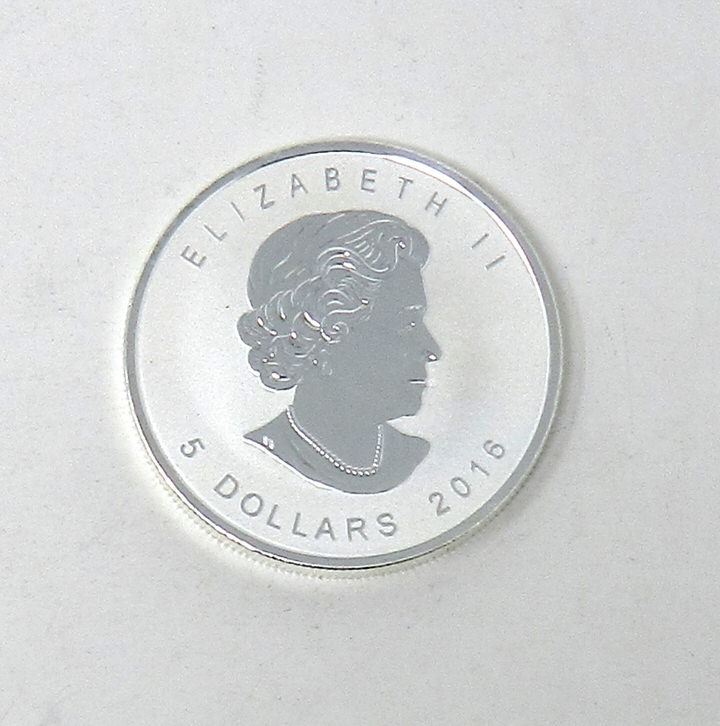 ELIZABETH II
5 DOLLARS 2016